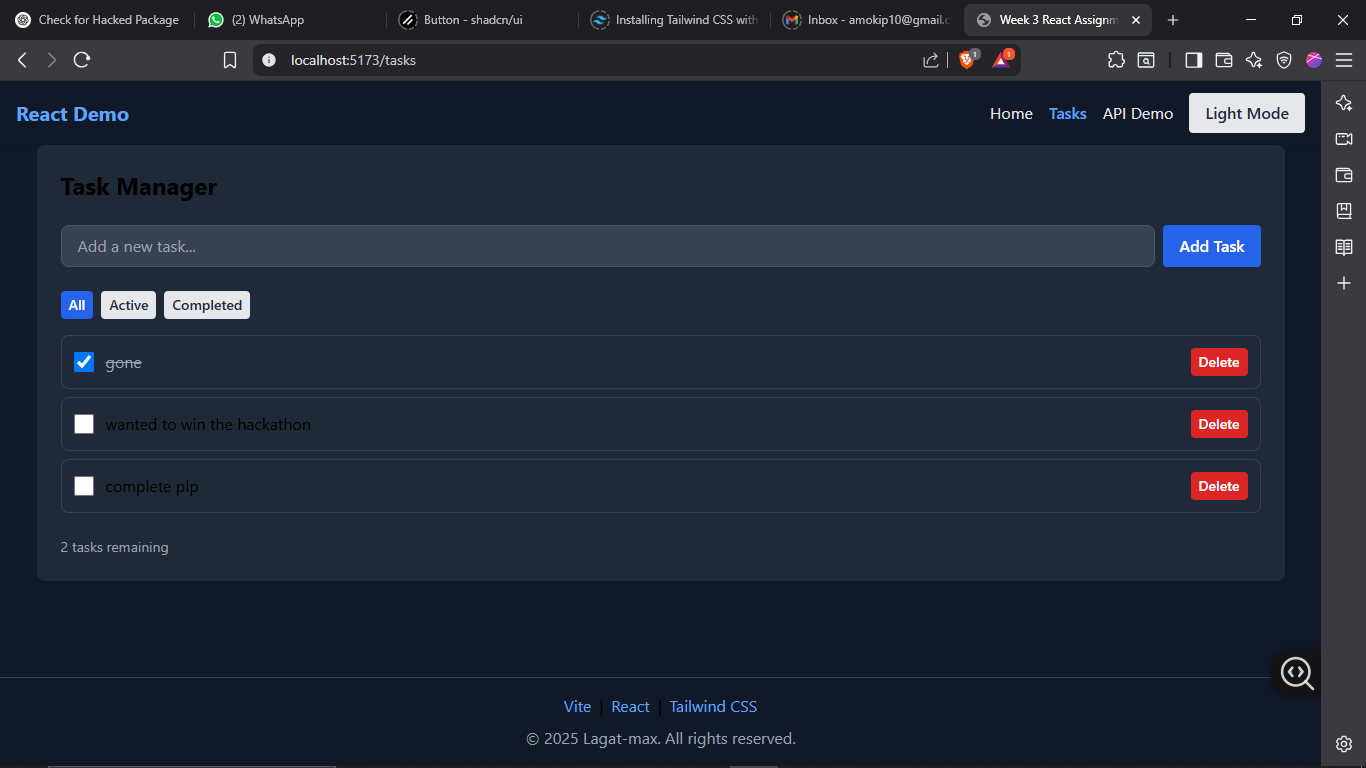 Check for Hacked Package
(2) WhatsApp
Button - shadcn/ui
Installing Tailwind CSS with
Inbox - amokip10@gmail.c
Week 3 React Assignm
localhost:5173/tasks
1
1
React Demo
Home Tasks API Demo Light Mode
Task Manager
Add a new task... Add Task
All Active Completed
gone Delete
wanted to win the hackathon Delete
complete plp Delete
2 tasks remaining
Vite | React | Tailwind CSS
© 2025 Lagat-max. All rights reserved.